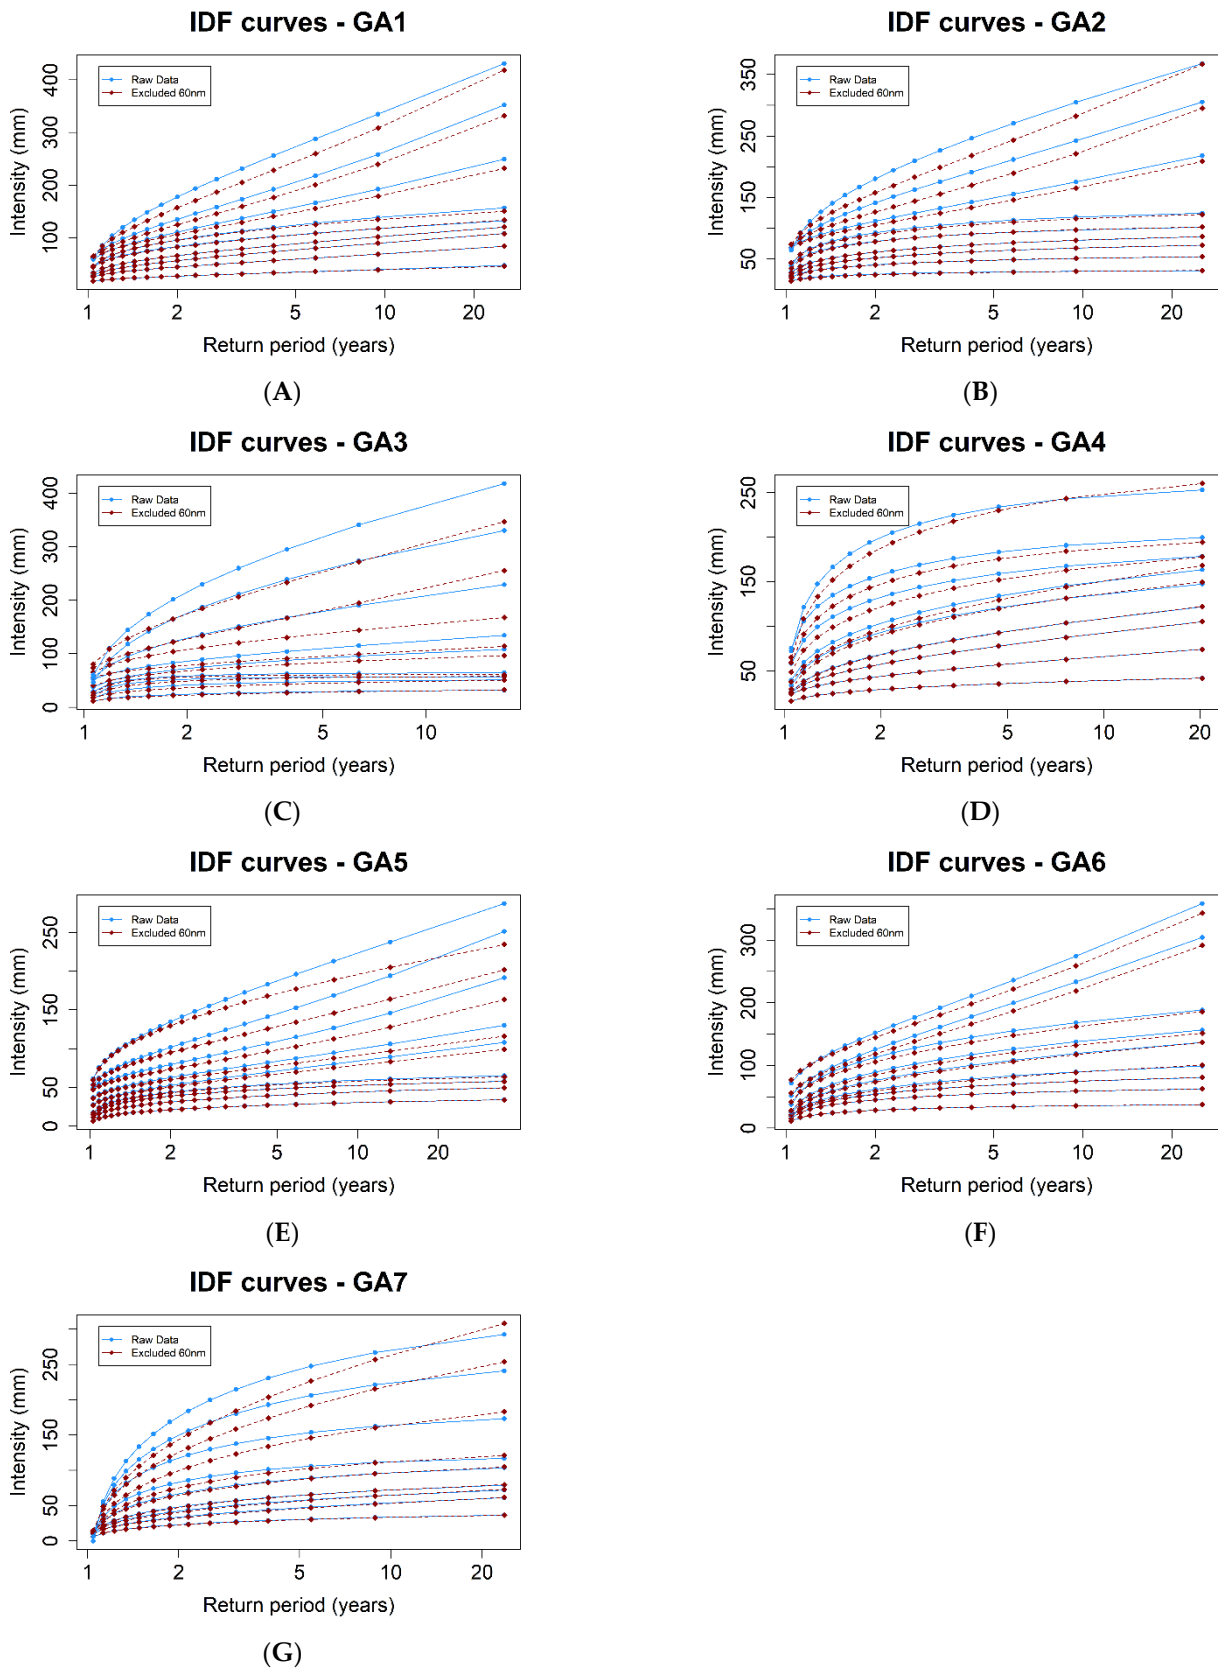 IDF curves - GA1
Intensity (mm)
400
300
200
100
Raw Data
Excluded 60nm
1 2 5 10 20
Return period (years)
(A)
IDF curves - GA2
Intensity (mm)
350
250
150
50
Raw Data
Excluded 60nm
1 2 5 10 20
Return period (years)
(B)
IDF curves - GA3
Intensity (mm)
400
300
200
100
0
Raw Data
Excluded 60nm
1 2 5 10
Return period (years)
(C)
IDF curves - GA4
Intensity (mm)
250
150
50
Raw Data
Excluded 60nm
1 2 5 10 20
Return period (years)
(D)
IDF curves - GA5
Intensity (mm)
250
150
50
0
Raw Data
Excluded 60nm
1 2 5 10 20
Return period (years)
(E)
IDF curves - GA6
Intensity (mm)
300
200
100
0
Raw Data
Excluded 60nm
1 2 5 10 20
Return period (years)
(F)
IDF curves - GA7
Intensity (mm)
250
150
50
0
Raw Data
Excluded 60nm
1 2 5 10 20
Return period (years)
(G)